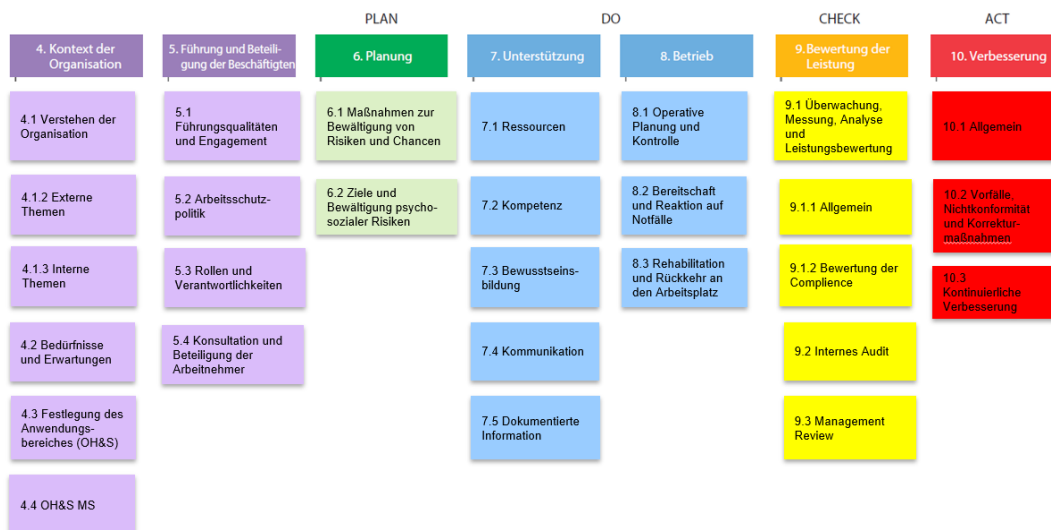 PLAN
DO
CHECK
ACT
4. Kontext der
Organisation
5. Führung und Beteili-
gung der Beschäftigten
6. Planung
7. Unterstützung
8. Betrieb
9.Bewertung der
Leistung
10. Verbesserung
4.1 Verstehen der
Organisation
4.1.2 Externe
Themen
4.1.3 Interne
Themen
4.2 Bedürfnisse
und Erwartungen
4.3 Festlegung des
Anwendungs-
bereiches (OH&S)
4.4 OH&S MS
5.1
Führungsqualitäten
und Engagement
5.2 Arbeitsschutz-
politik
5.3 Rollen und
Verantwortlichkeiten
5.4 Konsultation und
Beteiligung der
Arbeitnehmer
6.1 Maßnahmen zur
Bewältigung von
Risiken und Chancen
6.2 Ziele und
Bewältigung psycho-
sozialer Risiken
7.1 Ressourcen
7.2 Kompetenz
7.3 Bewusstseins-
bildung
7.4 Kommunikation
7.5 Dokumentierte
Information
8.1 Operative
Planung und
Kontrolle
8.2 Bereitschaft
und Reaktion auf
Notfälle
8.3 Rehabilitation
und Rückkehr an
den Arbeitsplatz
9.1 Überwachung,
Messung, Analyse
und
Leistungsbewertung
9.1.1 Allgemein
9.1.2 Bewertung der
Complience
9.2 Internes Audit
9.3 Management
Review
10.1 Allgemein
10.2 Vorfälle,
Nichtkonformität
und Korrektur-
maßnahmen
10.3
Kontinuierliche
Verbesserung